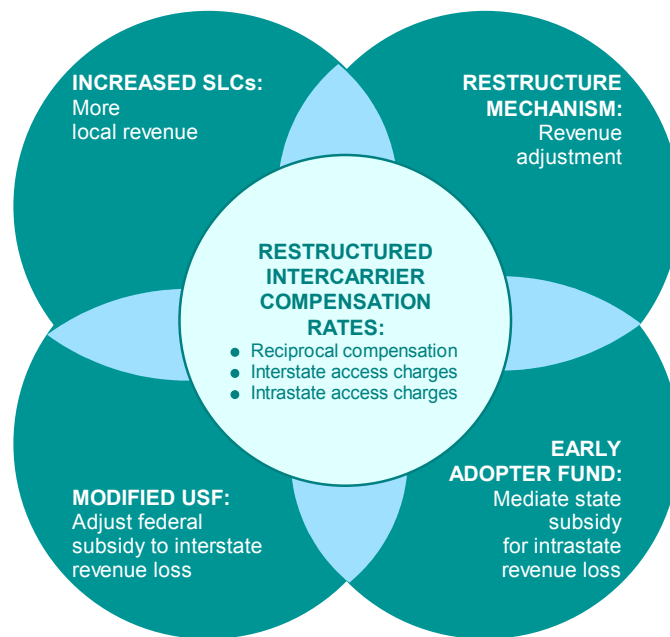 INCREASED SLCs:
More
local revenue
RESTRUCTURE
MECHANISM:
Revenue
adjustment
RESTRUCTURED
INTERCARRIER
COMPENSATION
RATES:
● Reciprocal compensation
● Interstate access charges
● Intrastate access charges
MODIFIED USF:
Adjust federal
subsidy to interstate
revenue loss
EARLY
ADOPTER FUND:
Mediate state
subsidy
for intrastate
revenue loss